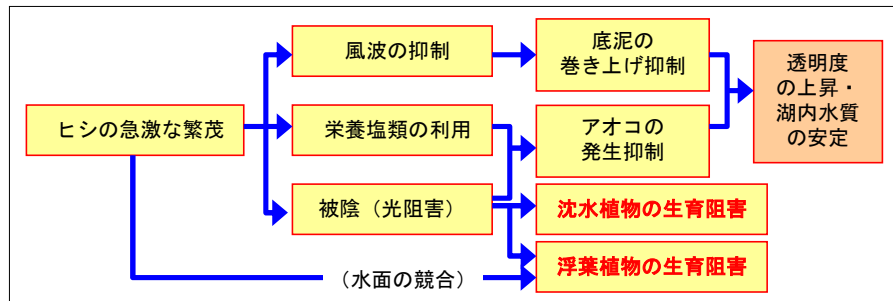 ヒシの急激な繁茂
風波の抑制
栄養塩類の利用
被陰（光阻害）
（水面の競合）
底泥の
巻き上げ抑制
アオコの
発生抑制
沈水植物の生育阻害
浮葉植物の生育阻害
透明度
の上昇・
湖内水質
の安定